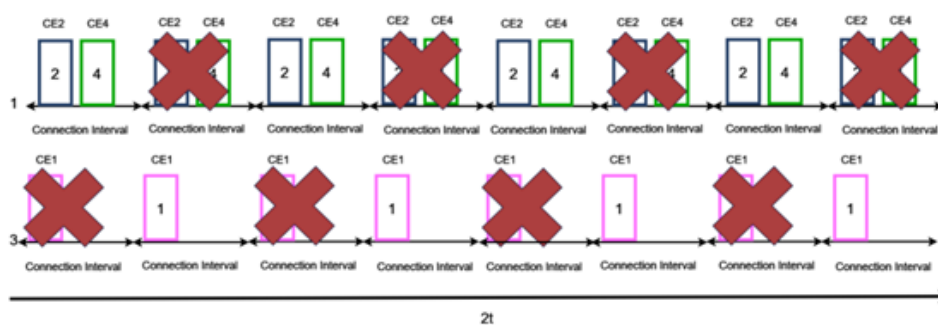 CE2 CE4 CE2 CE4 CE2 CE4 CE2 CE4 CE2 CE4 CE2 CE4 CE2 CE4 CE2 CE4
2 4 4 2 4 2 4 4 2 4
1
Connection Interval Connection Interval Connection Interval Connection Interval Connection Interval Connection Interval Connection Interval Connection Interval
CE1 CE1 CE1 CE1 CE1 CE1 CE1 CE1
1 1 1 1
3
Connection Interval Connection Interval Connection Interval Connection Interval Connection Interval Connection Interval Connection Interval Connection Interval
2t